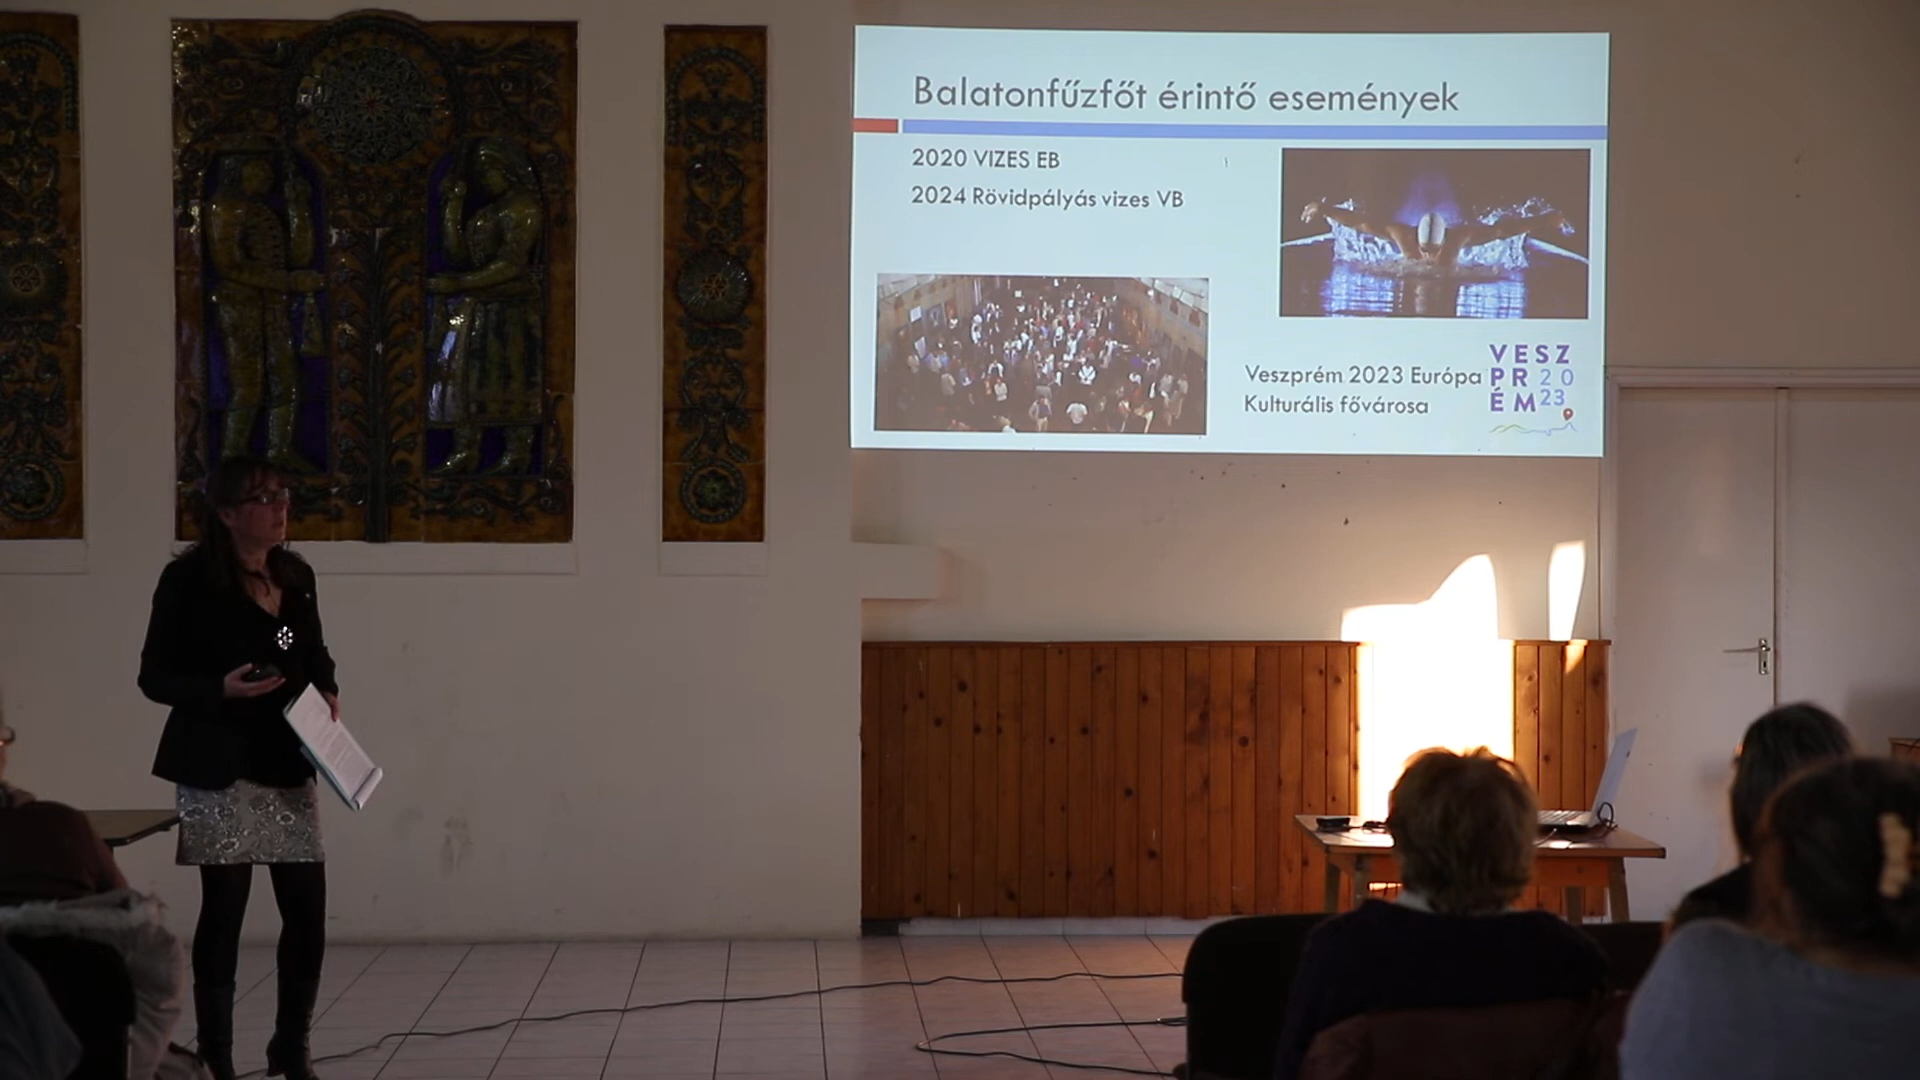 Balatonfűzfőt érintő események
2020 VIZES EB
2024 Rövidpályás vizes VB
Veszprém 2023 Európa
Kulturális fővárosa
VESZ
PR 20
ÉM 23